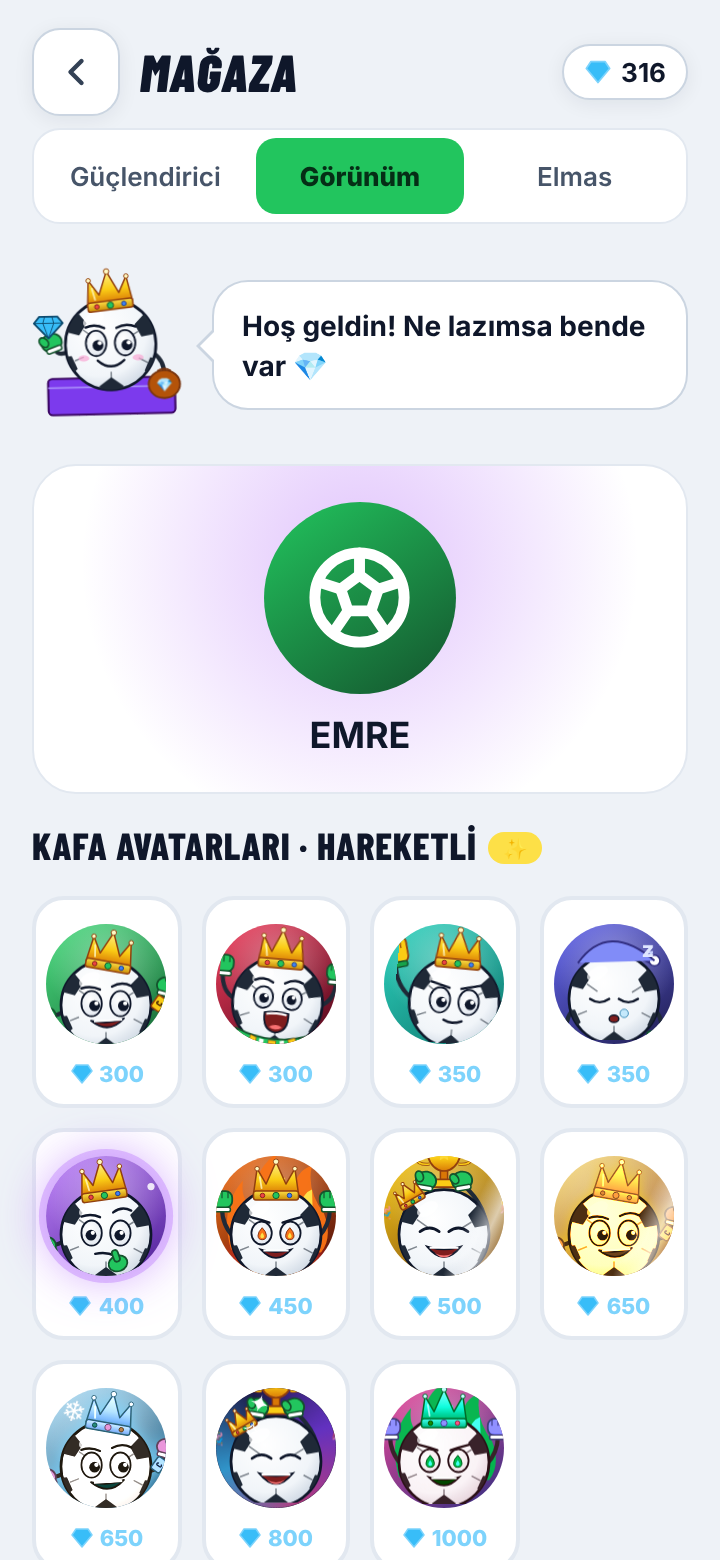 MAĞAZA
316
Güçlendirici
Görünüm
Elmas
Hoş geldin! Ne lazımsa bende
var 💎
EMRE
KAFA AVATARLARI · HAREKETLİ ✨
300
300
350
350
400
450
500
650
650
800
1000